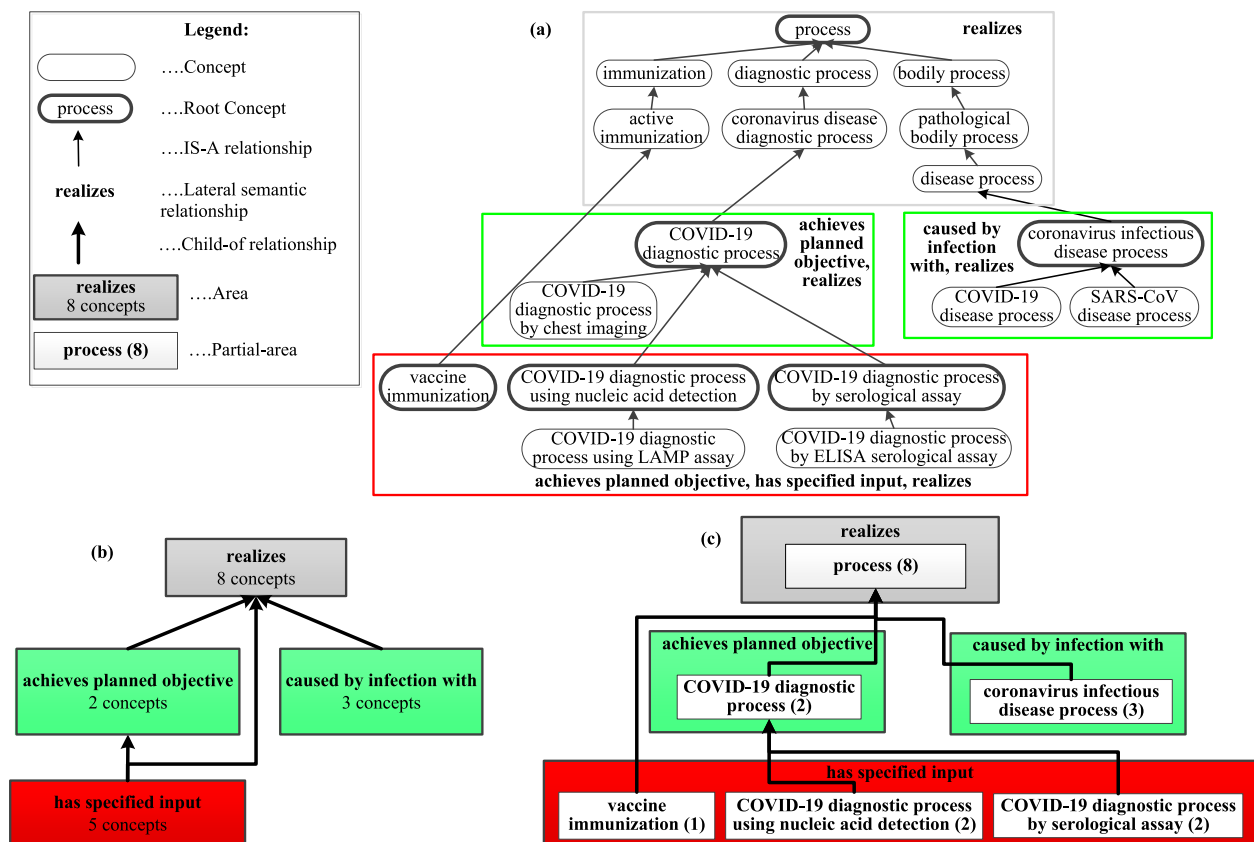 Legend:
….Concept
process
….Root Concept
….IS-A relationship
realizes
….Lateral semantic
relationship
….Child-of relationship
realizes
8 concepts
….Area
process (8)
….Partial-area
(a)
process
realizes
immunization
diagnostic process
bodily process
active
immunization
coronavirus disease
diagnostic process
pathological
bodily process
disease process
COVID-19
diagnostic process
achieves
planned
objective,
realizes
caused by
infection
with, realizes
coronavirus infectious
disease process
COVID-19
diagnostic process
by chest imaging
COVID-19
disease process
SARS-CoV
disease process
vaccine
immunization
COVID-19 diagnostic process
using nucleic acid detection
COVID-19 diagnostic process
by serological assay
COVID-19 diagnostic
process using LAMP assay
COVID-19 diagnostic process
by ELISA serological assay
achieves planned objective, has specified input, realizes
(b)
realizes
8 concepts
achieves planned objective
2 concepts
caused by infection with
3 concepts
has specified input
5 concepts
(c)
realizes
process (8)
achieves planned objective
COVID-19 diagnostic
process (2)
caused by infection with
coronavirus infectious
disease process (3)
has specified input
vaccine
immunization (1)
COVID-19 diagnostic process
using nucleic acid detection (2)
COVID-19 diagnostic process
by serological assay (2)